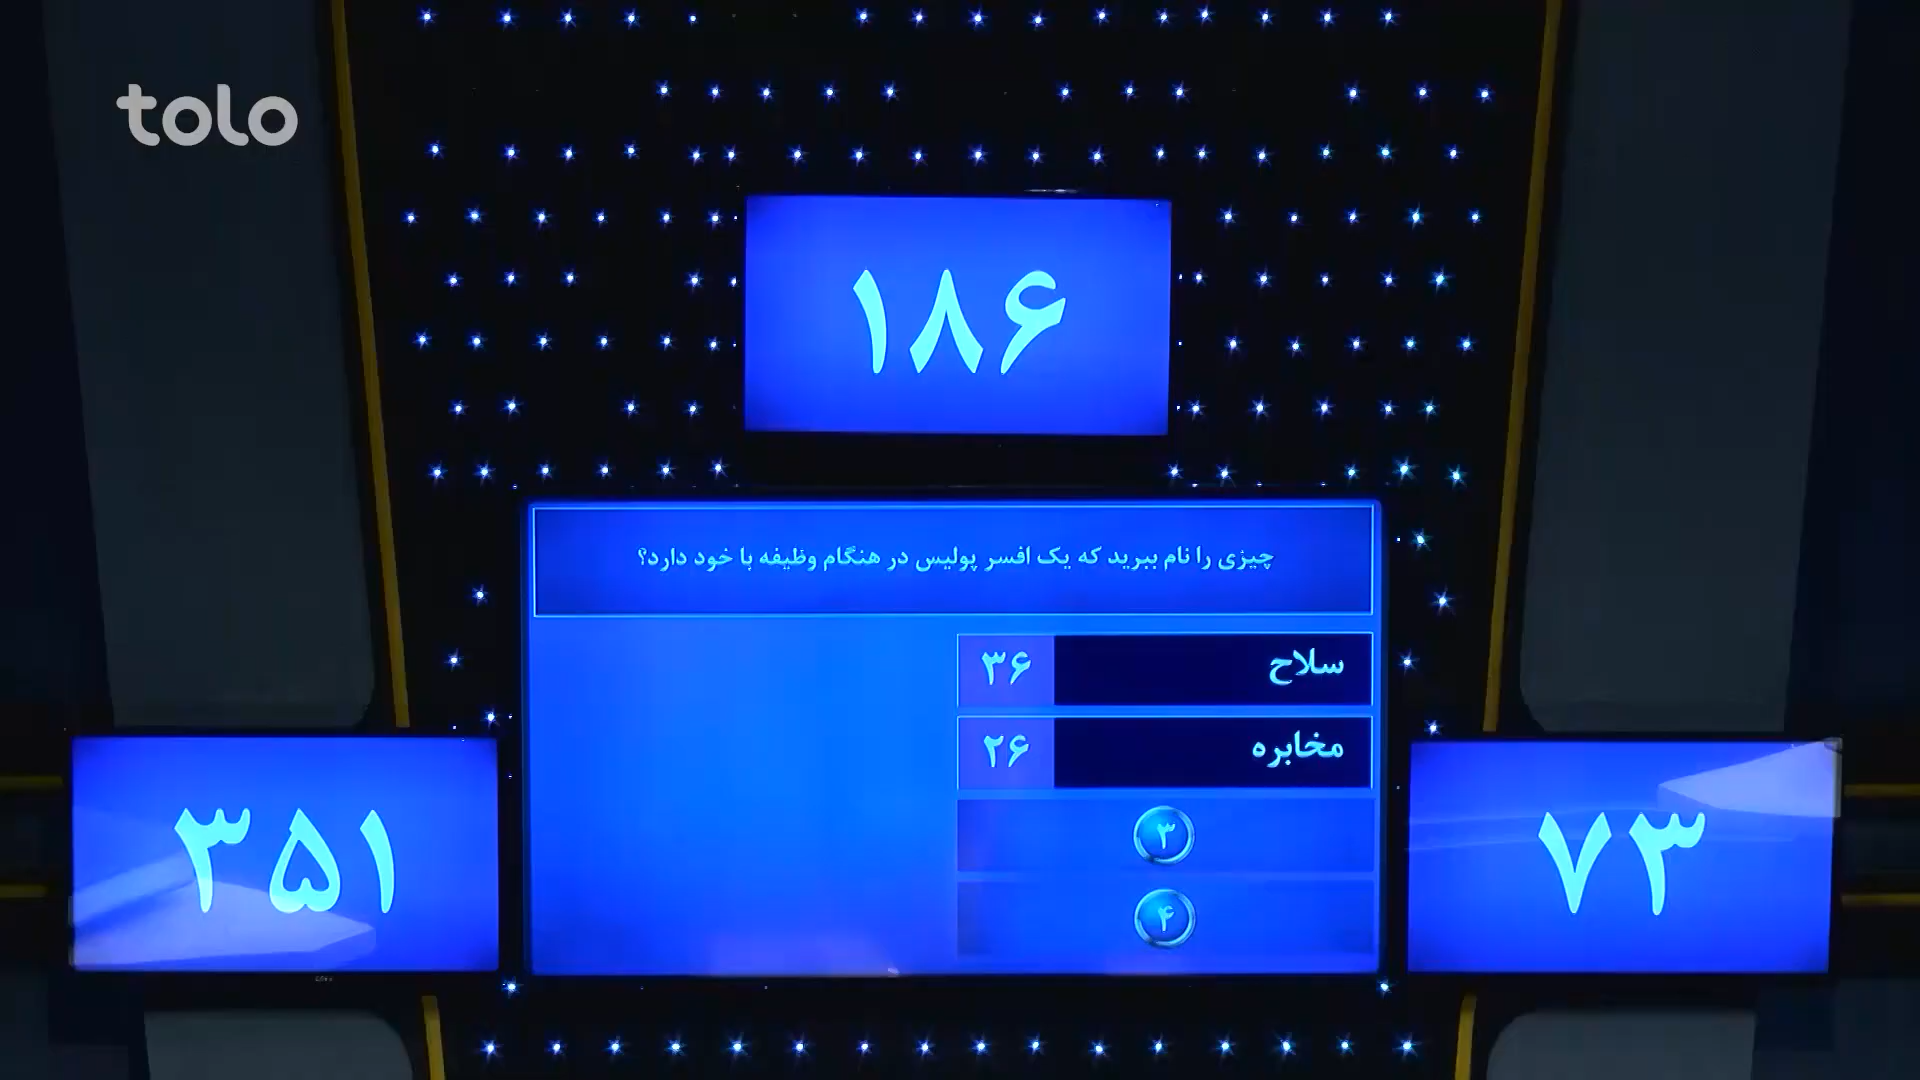 tolo
۱۸۶
چیزی را نام ببرید که یک افسر پولیس در هنگام وظیفه با خود دارد؟
سلاح ۳۶
مخابره ۲۶
۳
۴
۳۵۱
۷۳